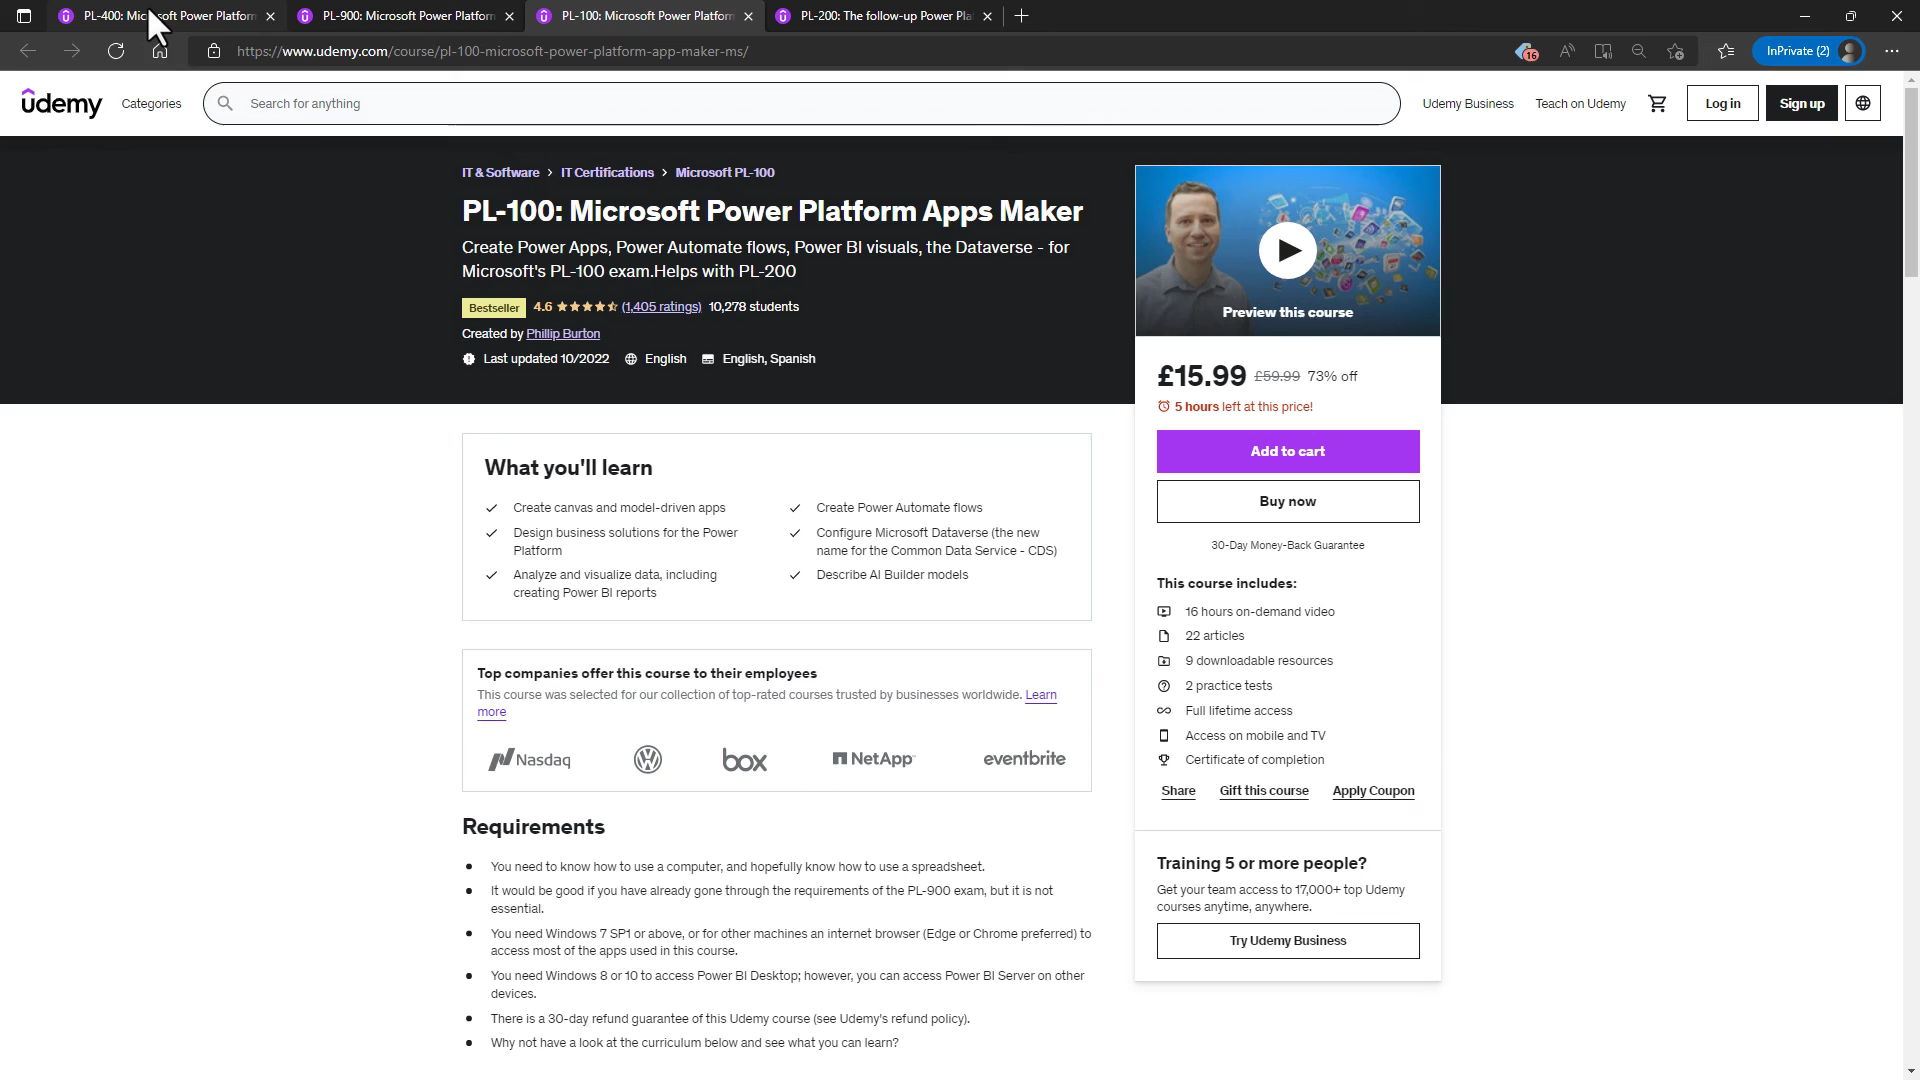 PL-400: Mic soft Power Platform
PL-900: Microsoft Power Platform
PL-100: Microsoft Power Platform
PL-200: The follow-up Power Pla
https://www.udemy.com/course/pl-100-microsoft-power-platform-app-maker-ms/
16
InPrivate (2)
ûdemy
Categories
Search for anything
Udemy Business
Teach on Udemy
Log in
Sign up
IT & Software > IT Certifications > Microsoft PL-100
PL-100: Microsoft Power Platform Apps Maker
Create Power Apps, Power Automate flows, Power BI visuals, the Dataverse - for
Microsoft's PL-100 exam.Helps with PL-200
Bestseller 4.6 (1,405 ratings) 10,278 students
Created by Phillip Burton
Last updated 10/2022 English English, Spanish
Preview this course
£15.99 £59.99 73% off
5 hours left at this price!
Add to cart
Buy now
30-Day Money-Back Guarantee
This course includes:
16 hours on-demand video
22 articles
9 downloadable resources
2 practice tests
Full lifetime access
Access on mobile and TV
Certificate of completion
Share Gift this course Apply Coupon
Training 5 or more people?
Get your team access to 17,000+ top Udemy
courses anytime, anywhere.
Try Udemy Business
What you'll learn
Create canvas and model-driven apps
Design business solutions for the Power
Platform
Analyze and visualize data, including
creating Power BI reports
Create Power Automate flows
Configure Microsoft Dataverse (the new
name for the Common Data Service - CDS)
Describe AI Builder models
Top companies offer this course to their employees
This course was selected for our collection of top-rated courses trusted by businesses worldwide. Learn
more
Nasdaq
box
NetApp
eventbrite
Requirements
You need to know how to use a computer, and hopefully know how to use a spreadsheet.
It would be good if you have already gone through the requirements of the PL-900 exam, but it is not
essential.
You need Windows 7 SP1 or above, or for other machines an internet browser (Edge or Chrome preferred) to
access most of the apps used in this course.
You need Windows 8 or 10 to access Power BI Desktop; however, you can access Power BI Server on other
devices.
There is a 30-day refund guarantee of this Udemy course (see Udemy's refund policy).
Why not have a look at the curriculum below and see what you can learn?